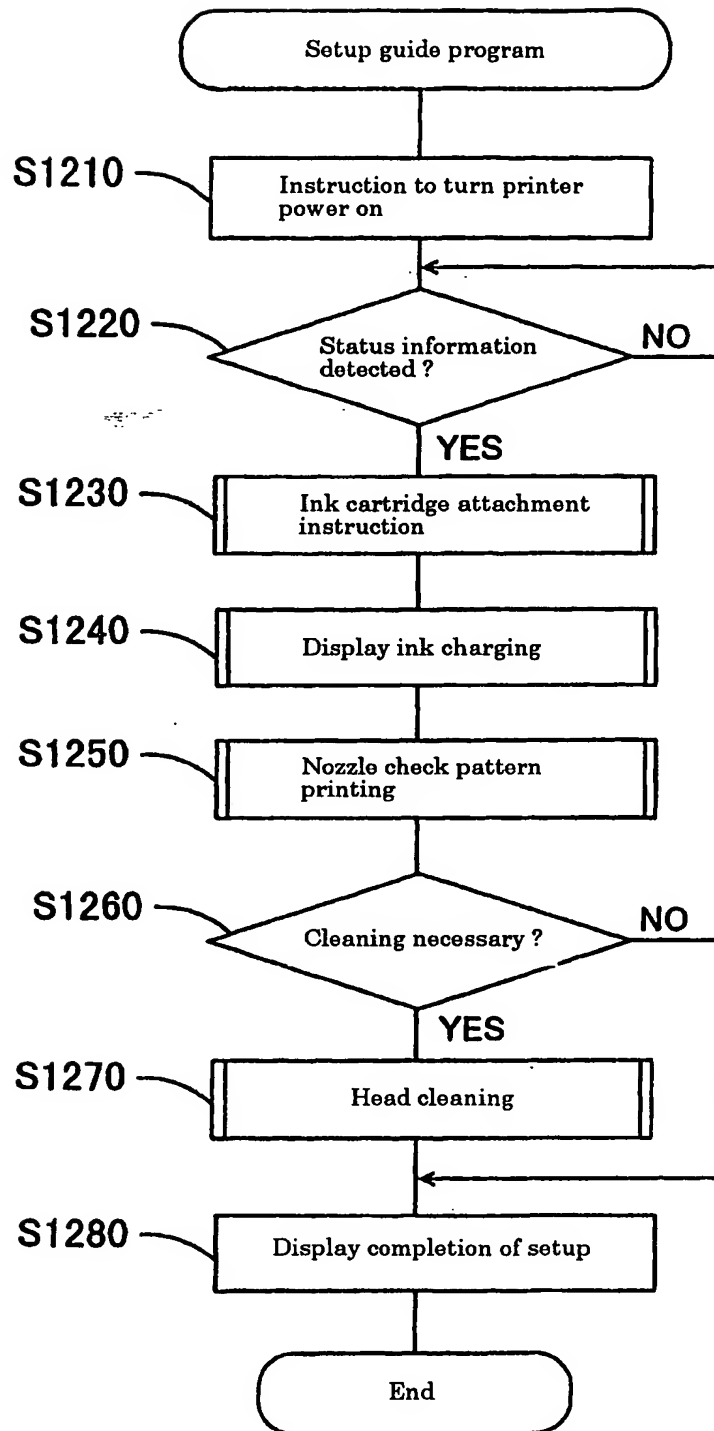 Setup guide program
S1210
Instruction to turn printer
power on
S1220
Status information
detected ?
NO
YES
S1230
Ink cartridge attachment
instruction
S1240
Display ink charging
S1250
Nozzle check pattern
printing
S1260
Cleaning necessary ?
NO
YES
S1270
Head cleaning
S1280
Display completion of setup
End